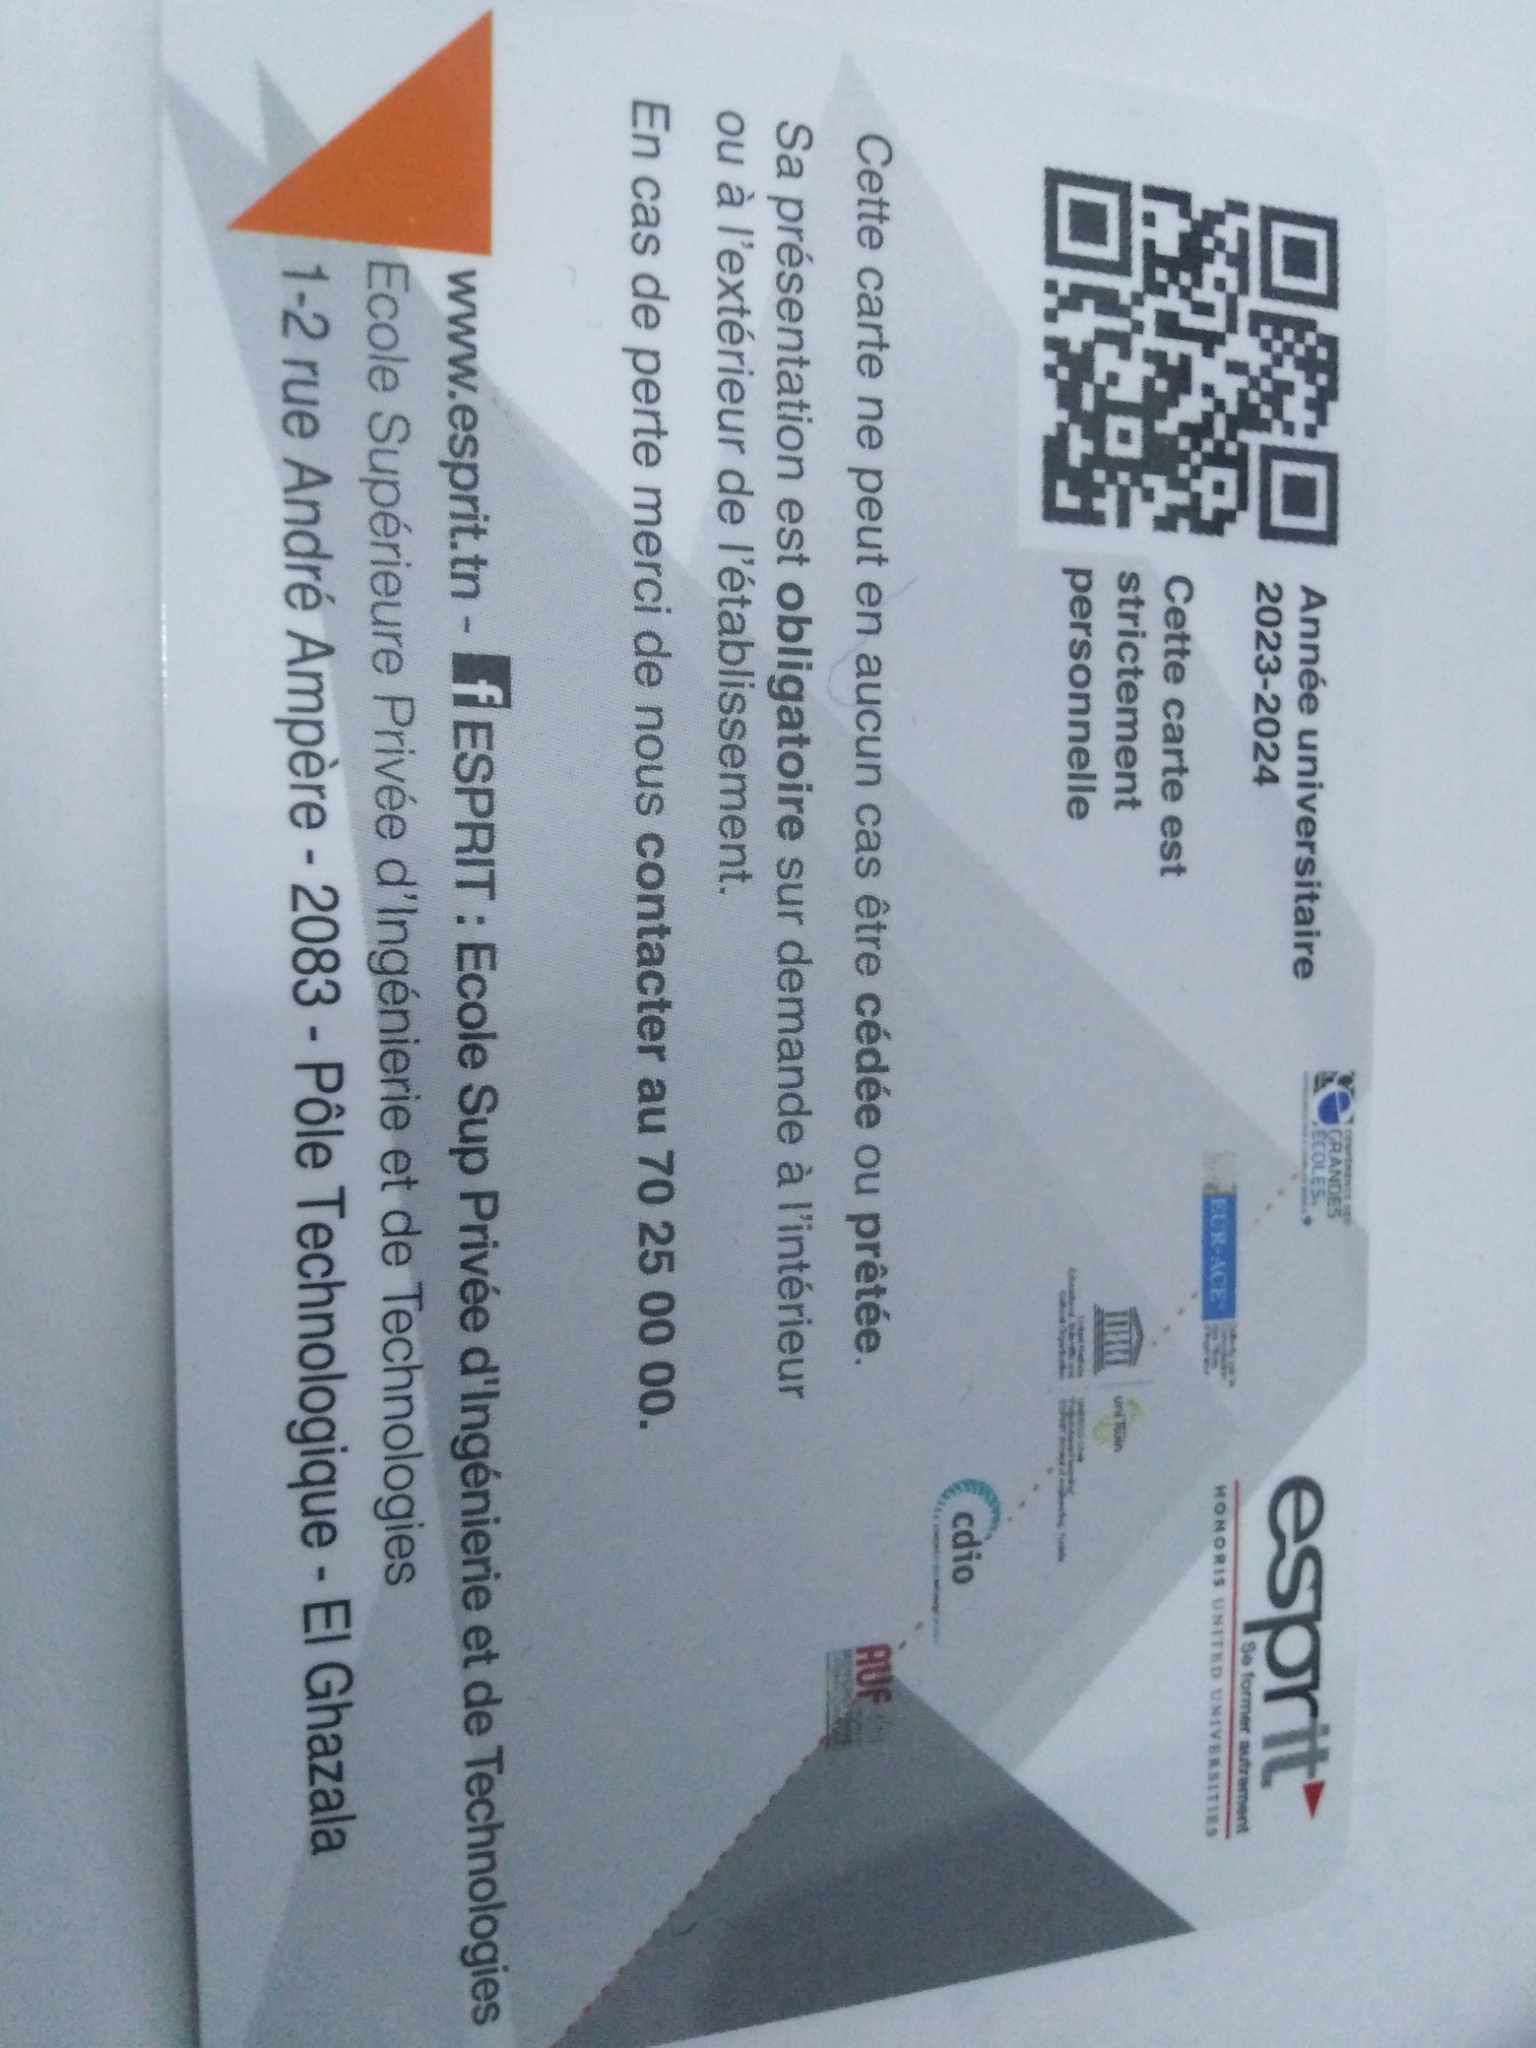 Année universitaire
2023-2024
Cette carte est
strictement
personnelle
CONFÉRENCE DES
GRANDES
ÉCOLES
EUR-ACE
uni Twin
cdio
AUF
esprit
Se former autrement
HONORIS UNITED UNIVERSITIES
Cette carte ne peut en aucun cas être cédée ou prêtée.
Sa présentation est obligatoire sur demande à l'intérieur
ou à l'extérieur de l'établissement.
En cas de perte merci de nous contacter au 70 25 00 00.
www.esprit.tn - f ESPRIT : Ecole Sup Privée d'Ingénierie et de Technologies
Ecole Supérieure Privée d'Ingénierie et de Technologies
1-2 rue André Ampère - 2083 - Pôle Technologique - El Ghazala